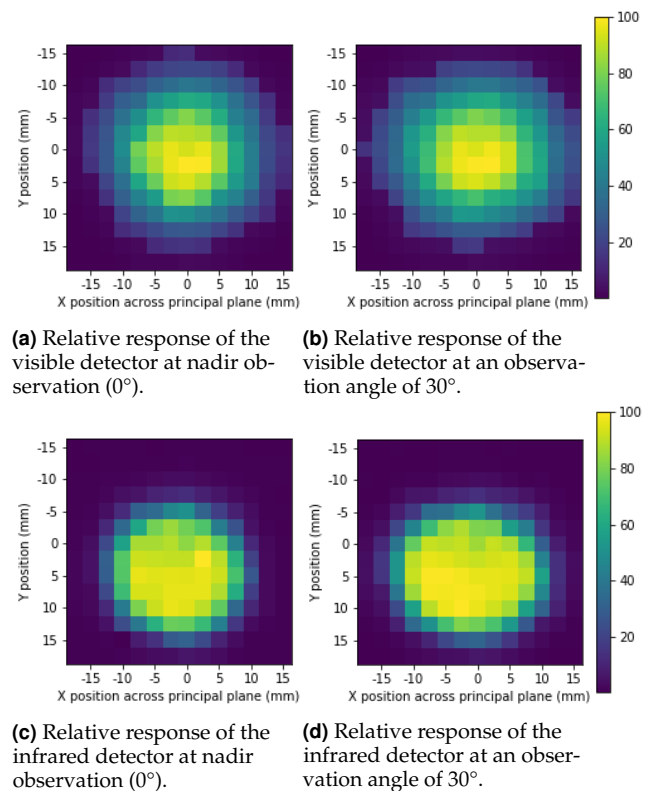 -15
-10
-5
0
5
10
15
Y position (mm)
-15 -10 -5 0 5 10 15
X position across principal plane (mm)
-15
-10
-5
0
5
10
15
Y position (mm)
-15 -10 -5 0 5 10 15
X position across principal plane (mm)
100
80
60
40
20
(a) Relative response of the
visible detector at nadir ob-
servation (0°).
(b) Relative response of the
visible detector at an observa-
tion angle of 30°.
-15
-10
-5
0
5
10
15
Y position (mm)
-15 -10 -5 0 5 10 15
X position across principal plane (mm)
-15
-10
-5
0
5
10
15
Y position (mm)
-15 -10 -5 0 5 10 15
X position across principal plane (mm)
100
80
60
40
20
(c) Relative response of the
infrared detector at nadir
observation (0°).
(d) Relative response of the
infrared detector at an obser-
vation angle of 30°.